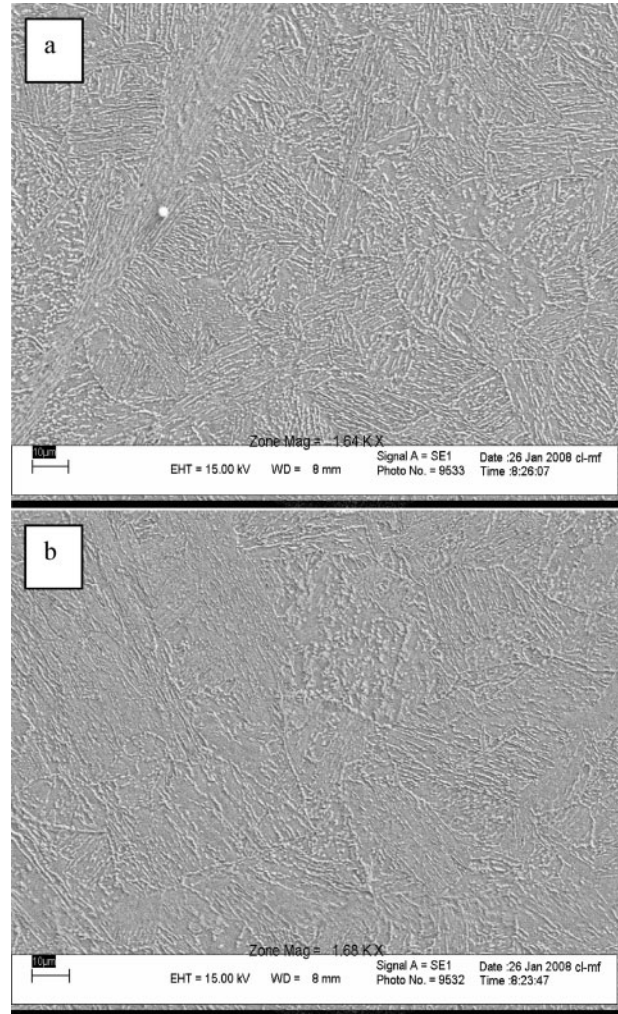 a
Zone Mag = 1.64 K X
10µm
EHT = 15.00 kV WD = 8 mm Signal A = SE1 Date :26 Jan 2008 cl-mf
Photo No. = 9533 Time :8:26:07
b
Zone Mag = 1.68 K X
10µm
EHT = 15.00 kV WD = 8 mm Signal A = SE1 Date :26 Jan 2008 cl-mf
Photo No. = 9532 Time :8:23:47